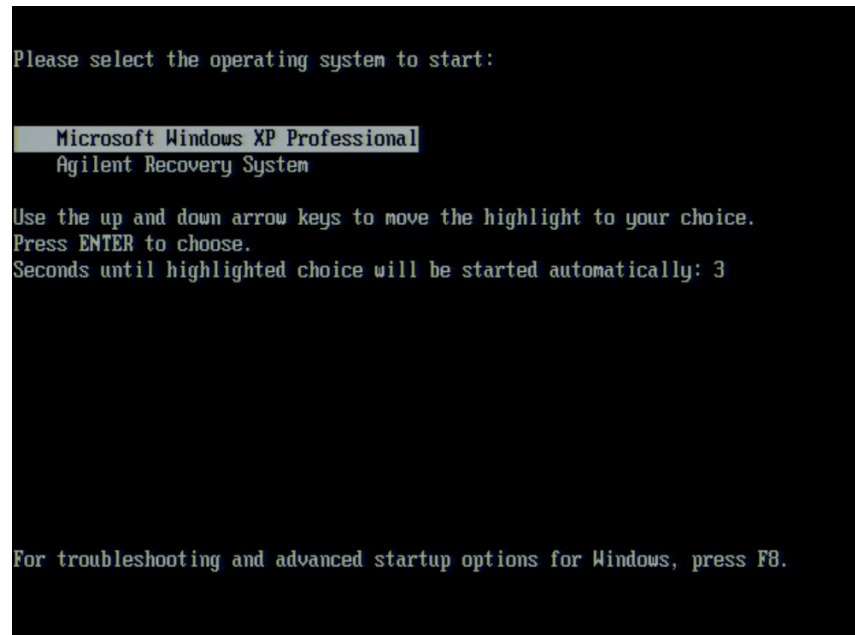 Please select the operating system to start:
Microsoft Windows XP Professional
Agilent Recovery System
Use the up and down arrow keys to move the highlight to your choice.
Press ENTER to choose.
Seconds until highlighted choice will be started automatically: 3
For troubleshooting and advanced startup options for Windows, press F8.